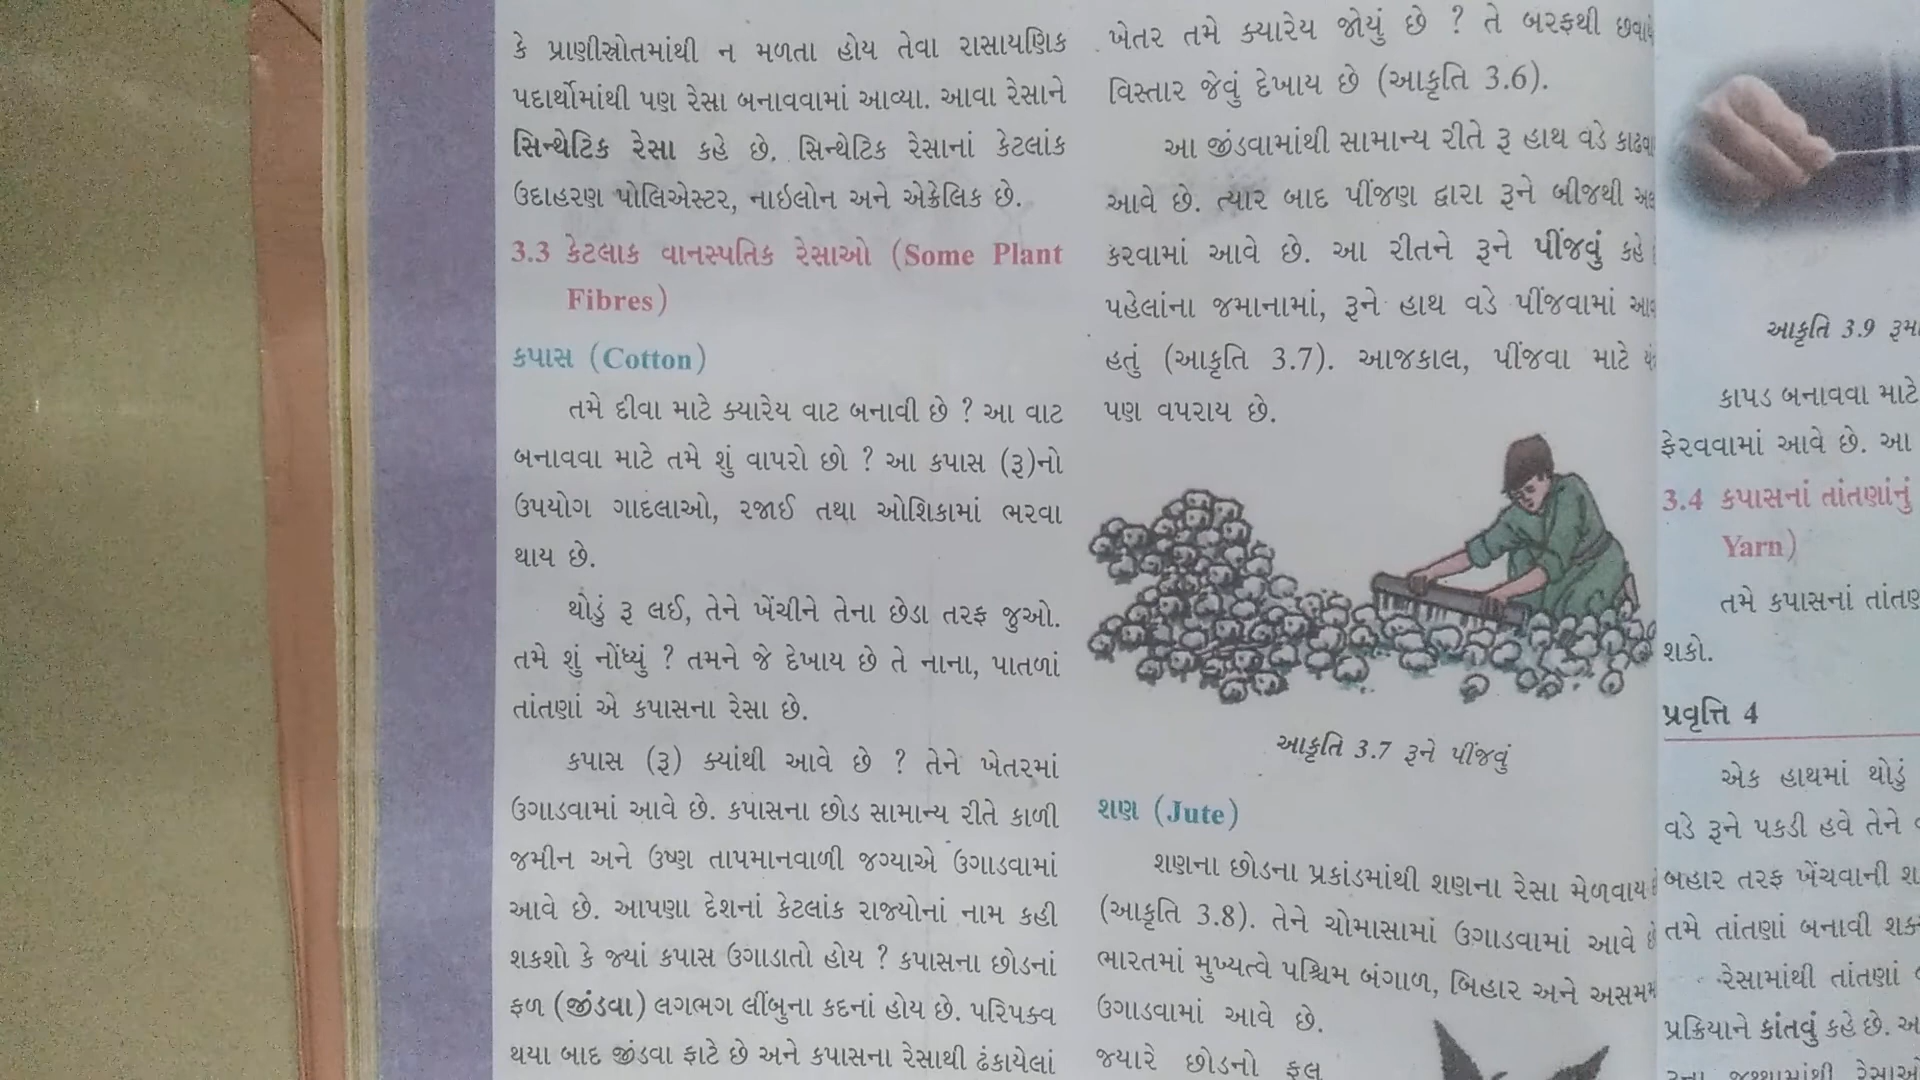 કે પ્રાણીસ્રોતમાંથી ન મળતા હોય તેવા રાસાયણિક
પદાર્થોમાંથી પણ રેસા બનાવવામાં આવ્યા. આવા રેસાને
સિન્થેટિક રેસા કહે છે. સિન્થેટિક રેસાનાં કેટલાંક
ઉદાહરણ પોલિએસ્ટર, નાઇલોન અને એક્રેલિક છે.
3.3 કેટલાક વાનસ્પતિક રેસાઓ (Some Plant
Fibres)
કપાસ (Cotton)
તમે દીવા માટે ક્યારેય વાટ બનાવી છે ? આ વાટ
બનાવવા માટે તમે શું વાપરો છો ? આ કપાસ (રૂ)નો
ઉપયોગ ગાદલાઓ, રજાઈ તથા ઓશિકામાં ભરવા
થાય છે.
થોડું રૂ લઈ, તેને ખેંચીને તેના છેડા તરફ જુઓ.
તમે શું નોંધ્યું ? તમને જે દેખાય છે તે નાના, પાતળાં
તાંતણાં એ કપાસના રેસા છે.
કપાસ (રૂ) ક્યાંથી આવે છે ? તેને ખેતરમાં
ઉગાડવામાં આવે છે. કપાસના છોડ સામાન્ય રીતે કાળી
જમીન અને ઉષ્ણ તાપમાનવાળી જગ્યાએ ઉગાડવામાં
આવે છે. આપણા દેશનાં કેટલાંક રાજ્યોનાં નામ કહી
શકશો કે જ્યાં કપાસ ઉગાડાતો હોય ? કપાસના છોડનાં
ફળ (જીંડવા) લગભગ લીંબુના કદનાં હોય છે. પરિપક્વ
થયા બાદ જીંડવા ફાટે છે અને કપાસના રેસાથી ઢંકાયેલાં
ખેતર તમે ક્યારેય જોયું છે ? તે બરફથી
વિસ્તાર જેવું દેખાય છે (આકૃતિ 3.6).
આ જીંડવામાંથી સામાન્ય રીતે રૂ હાથ વડે
આવે છે. ત્યાર બાદ પીંજણ દ્વારા રૂને બીજથી
કરવામાં આવે છે. આ રીતને રૂને પીંજવું કહે
પહેલાંના જમાનામાં, રૂને હાથ વડે પીંજવામાં
હતું (આકૃતિ 3.7). આજકાલ, પીંજવા માટે
પણ વપરાય છે.
આકૃતિ 3.7 રૂને પીંજવું
શણ (Jute)
શણના છોડના પ્રકાંડમાંથી શણના રેસા મેળવાય
(આકૃતિ 3.8). તેને ચોમાસામાં ઉગાડવામાં આવે
ભારતમાં મુખ્યત્વે પશ્ચિમ બંગાળ, બિહાર અને
ઉગાડવામાં આવે છે.
જ્યારે છોડનો ફલ
આકૃતિ 3.9
કાપડ બનાવવા માટે
ફેરવવામાં આવે છે. આ
3.4 કપાસનાં તાંતણાંનું
Yarn)
તમે કપાસનાં
શકો.
પ્રવૃત્તિ 4
એક હાથમાં થોડું
વડે રૂને પકડી હવે તેને
બહાર તરફ ખેંચવાની
તમે તાંતણાં બનાવી
રેસામાંથી તાંતણાં
પ્રક્રિયાને કાંતવું કહે છે.